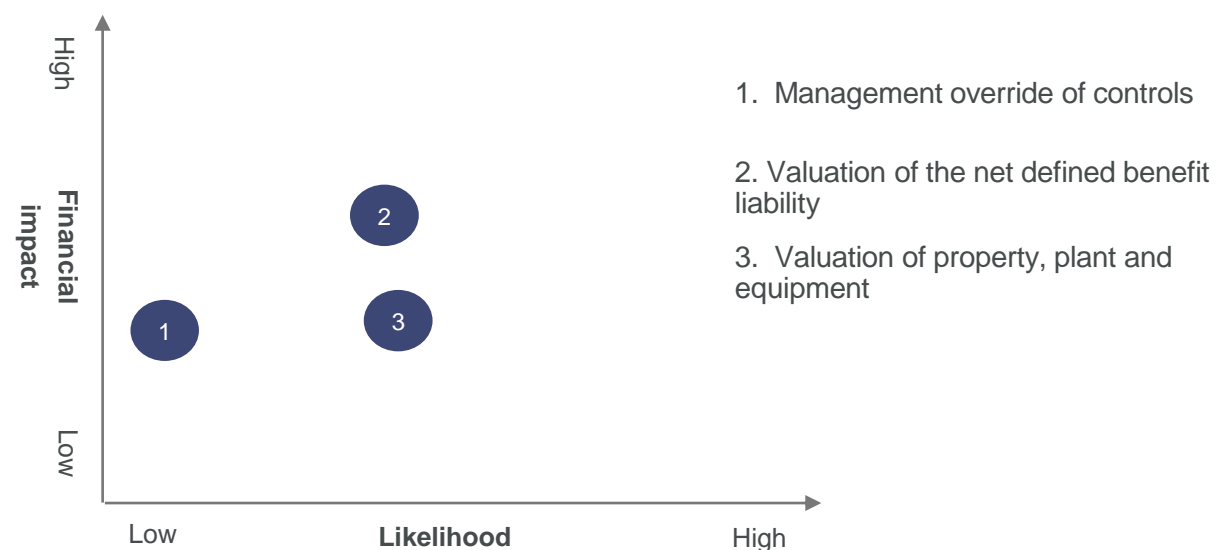 High
Financial
impact
Low
1
2
3
Low
Likelihood
High
1. Management override of controls
2. Valuation of the net defined benefit
liability
3. Valuation of property, plant and
equipment